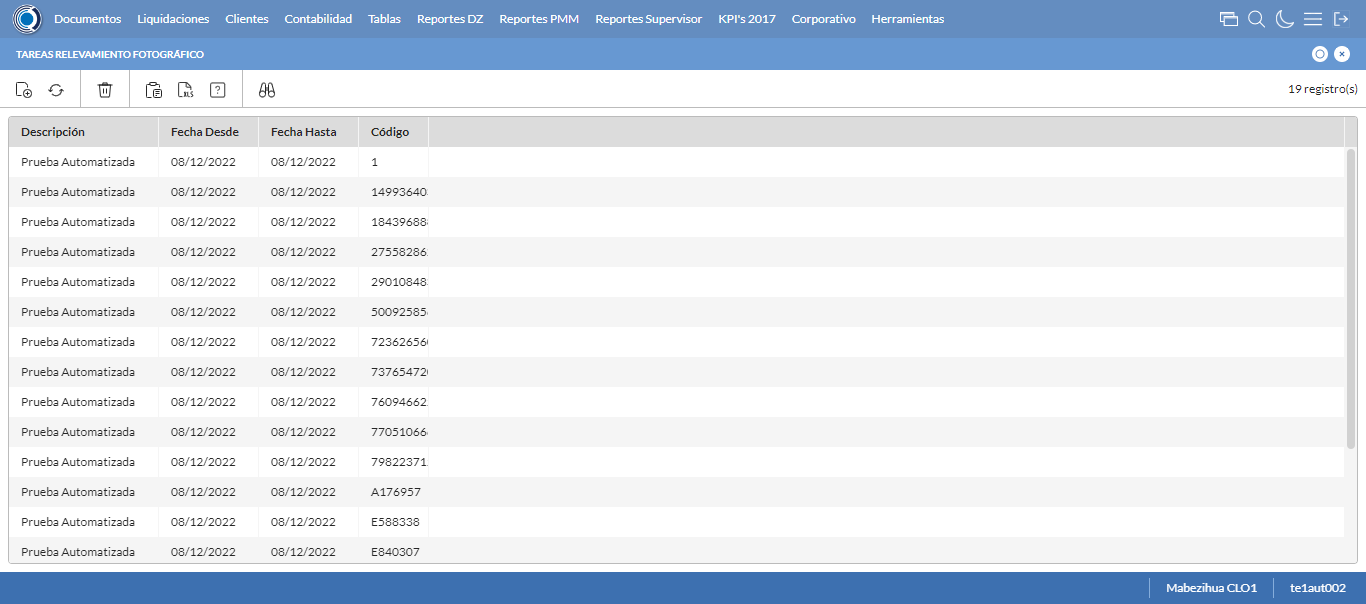 Documentos Liquidaciones Clientes Contabilidad Tablas Reportes DZ Reportes PMM Reportes Supervisor KPI's 2017 Corporativo Herramientas
TAREAS RELEVAMIENTO FOTOGRÁFICO
XLS ? 19 registro(s)
Descripción Fecha Desde Fecha Hasta Código
Prueba Automatizada 08/12/2022 08/12/2022 1
Prueba Automatizada 08/12/2022 08/12/2022 14993640
Prueba Automatizada 08/12/2022 08/12/2022 18439688
Prueba Automatizada 08/12/2022 08/12/2022 27558286
Prueba Automatizada 08/12/2022 08/12/2022 29010848
Prueba Automatizada 08/12/2022 08/12/2022 50092585
Prueba Automatizada 08/12/2022 08/12/2022 72362656
Prueba Automatizada 08/12/2022 08/12/2022 73765472
Prueba Automatizada 08/12/2022 08/12/2022 76094662
Prueba Automatizada 08/12/2022 08/12/2022 77051066
Prueba Automatizada 08/12/2022 08/12/2022 79822371
Prueba Automatizada 08/12/2022 08/12/2022 A176957
Prueba Automatizada 08/12/2022 08/12/2022 E588338
Prueba Automatizada 08/12/2022 08/12/2022 E840307
Mabezihua CLO1 te1aut002